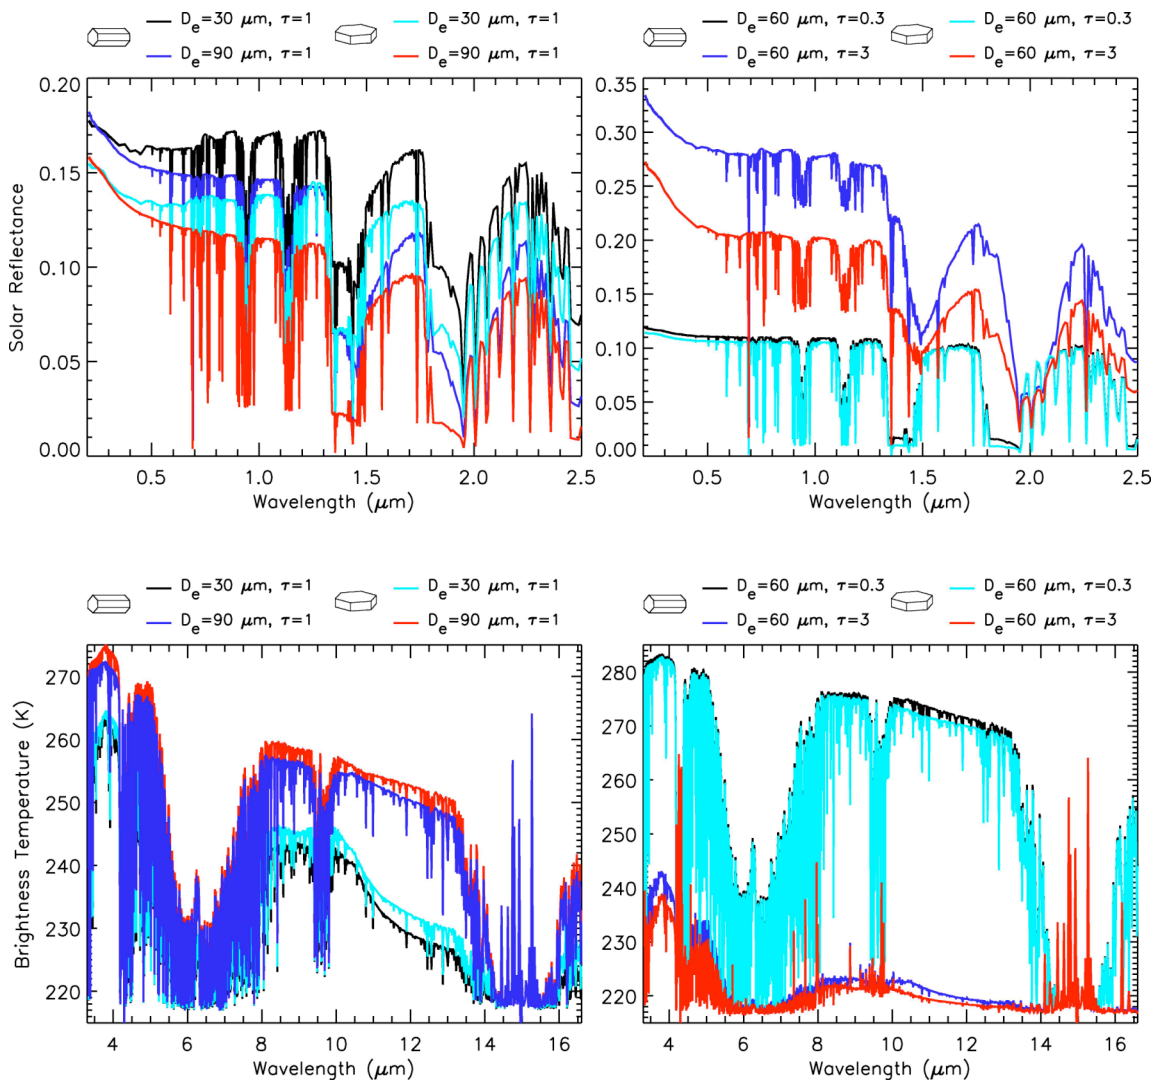 D_e=30 μm, τ=1 D_e=30 μm, τ=1 D_e=60 μm, τ=0.3 D_e=60 μm, τ=0.3
D_e=90 μm, τ=1 D_e=90 μm, τ=1 D_e=60 μm, τ=3 D_e=60 μm, τ=3
Solar Reflectance
0.20
0.15
0.10
0.05
0.00
0.5 1.0 1.5 2.0 2.5
Wavelength (μm)
0.35
0.30
0.25
0.20
0.15
0.10
0.05
0.00
0.5 1.0 1.5 2.0 2.5
Wavelength (μm)
D_e=30 μm, τ=1 D_e=30 μm, τ=1 D_e=60 μm, τ=0.3 D_e=60 μm, τ=0.3
D_e=90 μm, τ=1 D_e=90 μm, τ=1 D_e=60 μm, τ=3 D_e=60 μm, τ=3
Brightness Temperature (K)
270
260
250
240
230
220
4 6 8 10 12 14 16
Wavelength (μm)
280
270
260
250
240
230
220
4 6 8 10 12 14 16
Wavelength (μm)